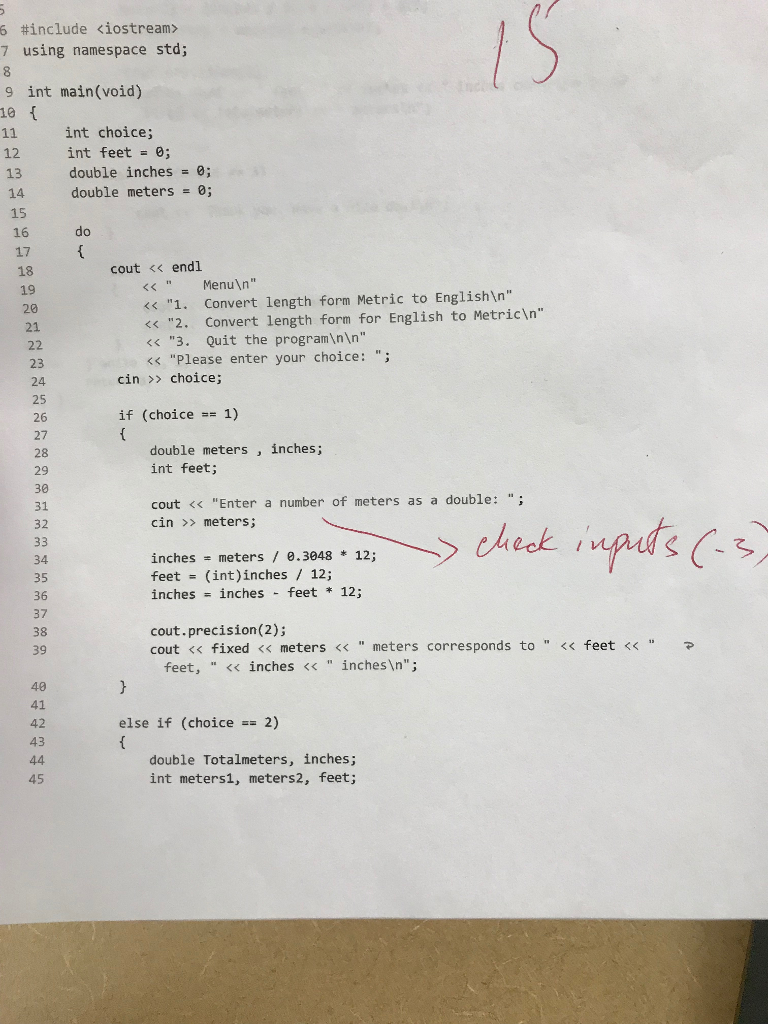 15
5
6 #include <iostream>
7 using namespace std;
8
9 int main(void)
10 {
11 int choice;
12 int feet = 0;
13 double inches = 0;
14 double meters = 0;
15
16 do
17 {
18 cout << endl
19 << "    Menu\n"
20 << "1.  Convert length form Metric to English\n"
21 << "2.  Convert length form for English to Metric\n"
22 << "3.  Quit the program\n\n"
23 << "Please enter your choice: ";
24 cin >> choice;
25
26 if (choice == 1)
27 {
28 double meters , inches;
29 int feet;
30
31 cout << "Enter a number of meters as a double: ";
32 cin >> meters;
33
check inputs (-3)
34 inches = meters / 0.3048 * 12;
35 feet = (int)inches / 12;
36 inches = inches - feet * 12;
37
38 cout.precision(2);
39 cout << fixed << meters << " meters corresponds to " << feet << "
feet, " << inches << " inches\n";
40 }
41
42 else if (choice == 2)
43 {
44 double Totalmeters, inches;
45 int meters1, meters2, feet;